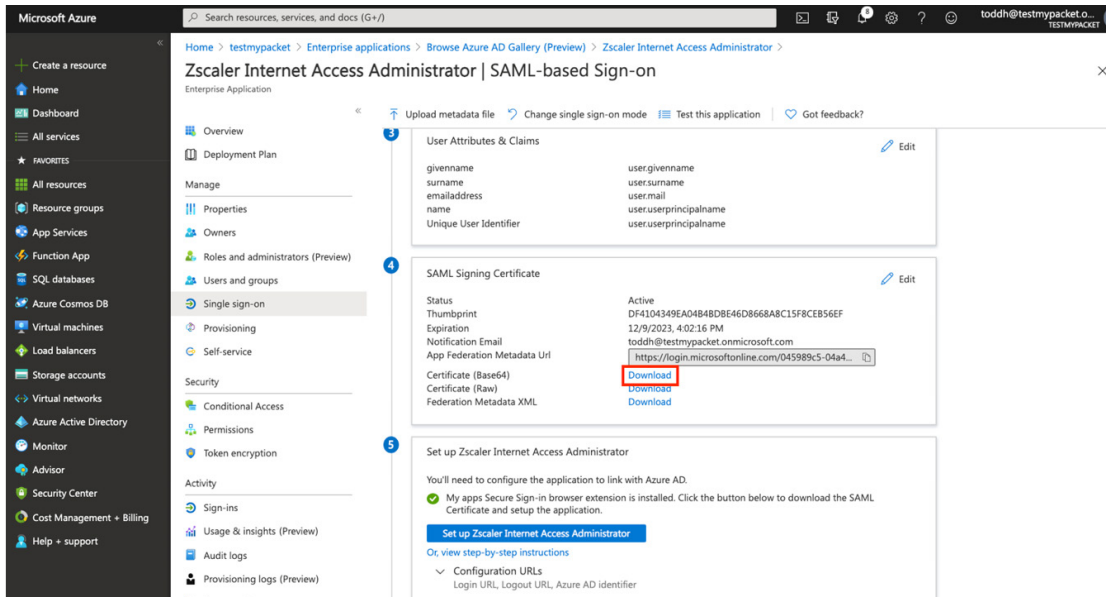 Microsoft Azure
Search resources, services, and docs (G+/)
8
toddh@testmypacket.o...
TESTMYPACKET
Create a resource
Home
Dashboard
All services
FAVORITES
All resources
Resource groups
App Services
Function App
SQL databases
Azure Cosmos DB
Virtual machines
Load balancers
Storage accounts
Virtual networks
Azure Active Directory
Monitor
Advisor
Security Center
Cost Management + Billing
Help + support
Home > testmypacket > Enterprise applications > Browse Azure AD Gallery (Preview) > Zscaler Internet Access Administrator >
Zscaler Internet Access Administrator | SAML-based Sign-on
Enterprise Application
Overview
Deployment Plan
Manage
Properties
Owners
Roles and administrators (Preview)
Users and groups
Single sign-on
Provisioning
Self-service
Security
Conditional Access
Permissions
Token encryption
Activity
Sign-ins
Usage & insights (Preview)
Audit logs
Provisioning logs (Preview)
Upload metadata file Change single sign-on mode Test this application Got feedback?
3
User Attributes & Claims Edit
givenname user.givenname
surname user.surname
emailaddress user.mail
name user.userprincipalname
Unique User Identifier user.userprincipalname
4
SAML Signing Certificate Edit
Status Active
Thumbprint DF4104349EA04B4BDBE46D8668A8C15F8CEB56EF
Expiration 12/9/2023, 4:02:16 PM
Notification Email toddh@testmypacket.onmicrosoft.com
App Federation Metadata Url https://login.microsoftonline.com/045989c5-04a4...
Certificate (Base64) Download
Certificate (Raw) Download
Federation Metadata XML Download
5
Set up Zscaler Internet Access Administrator
You'll need to configure the application to link with Azure AD.
My apps Secure Sign-in browser extension is installed. Click the button below to download the SAML
Certificate and setup the application.
Set up Zscaler Internet Access Administrator
Or, view step-by-step instructions
Configuration URLs
Login URL, Logout URL, Azure AD identifier